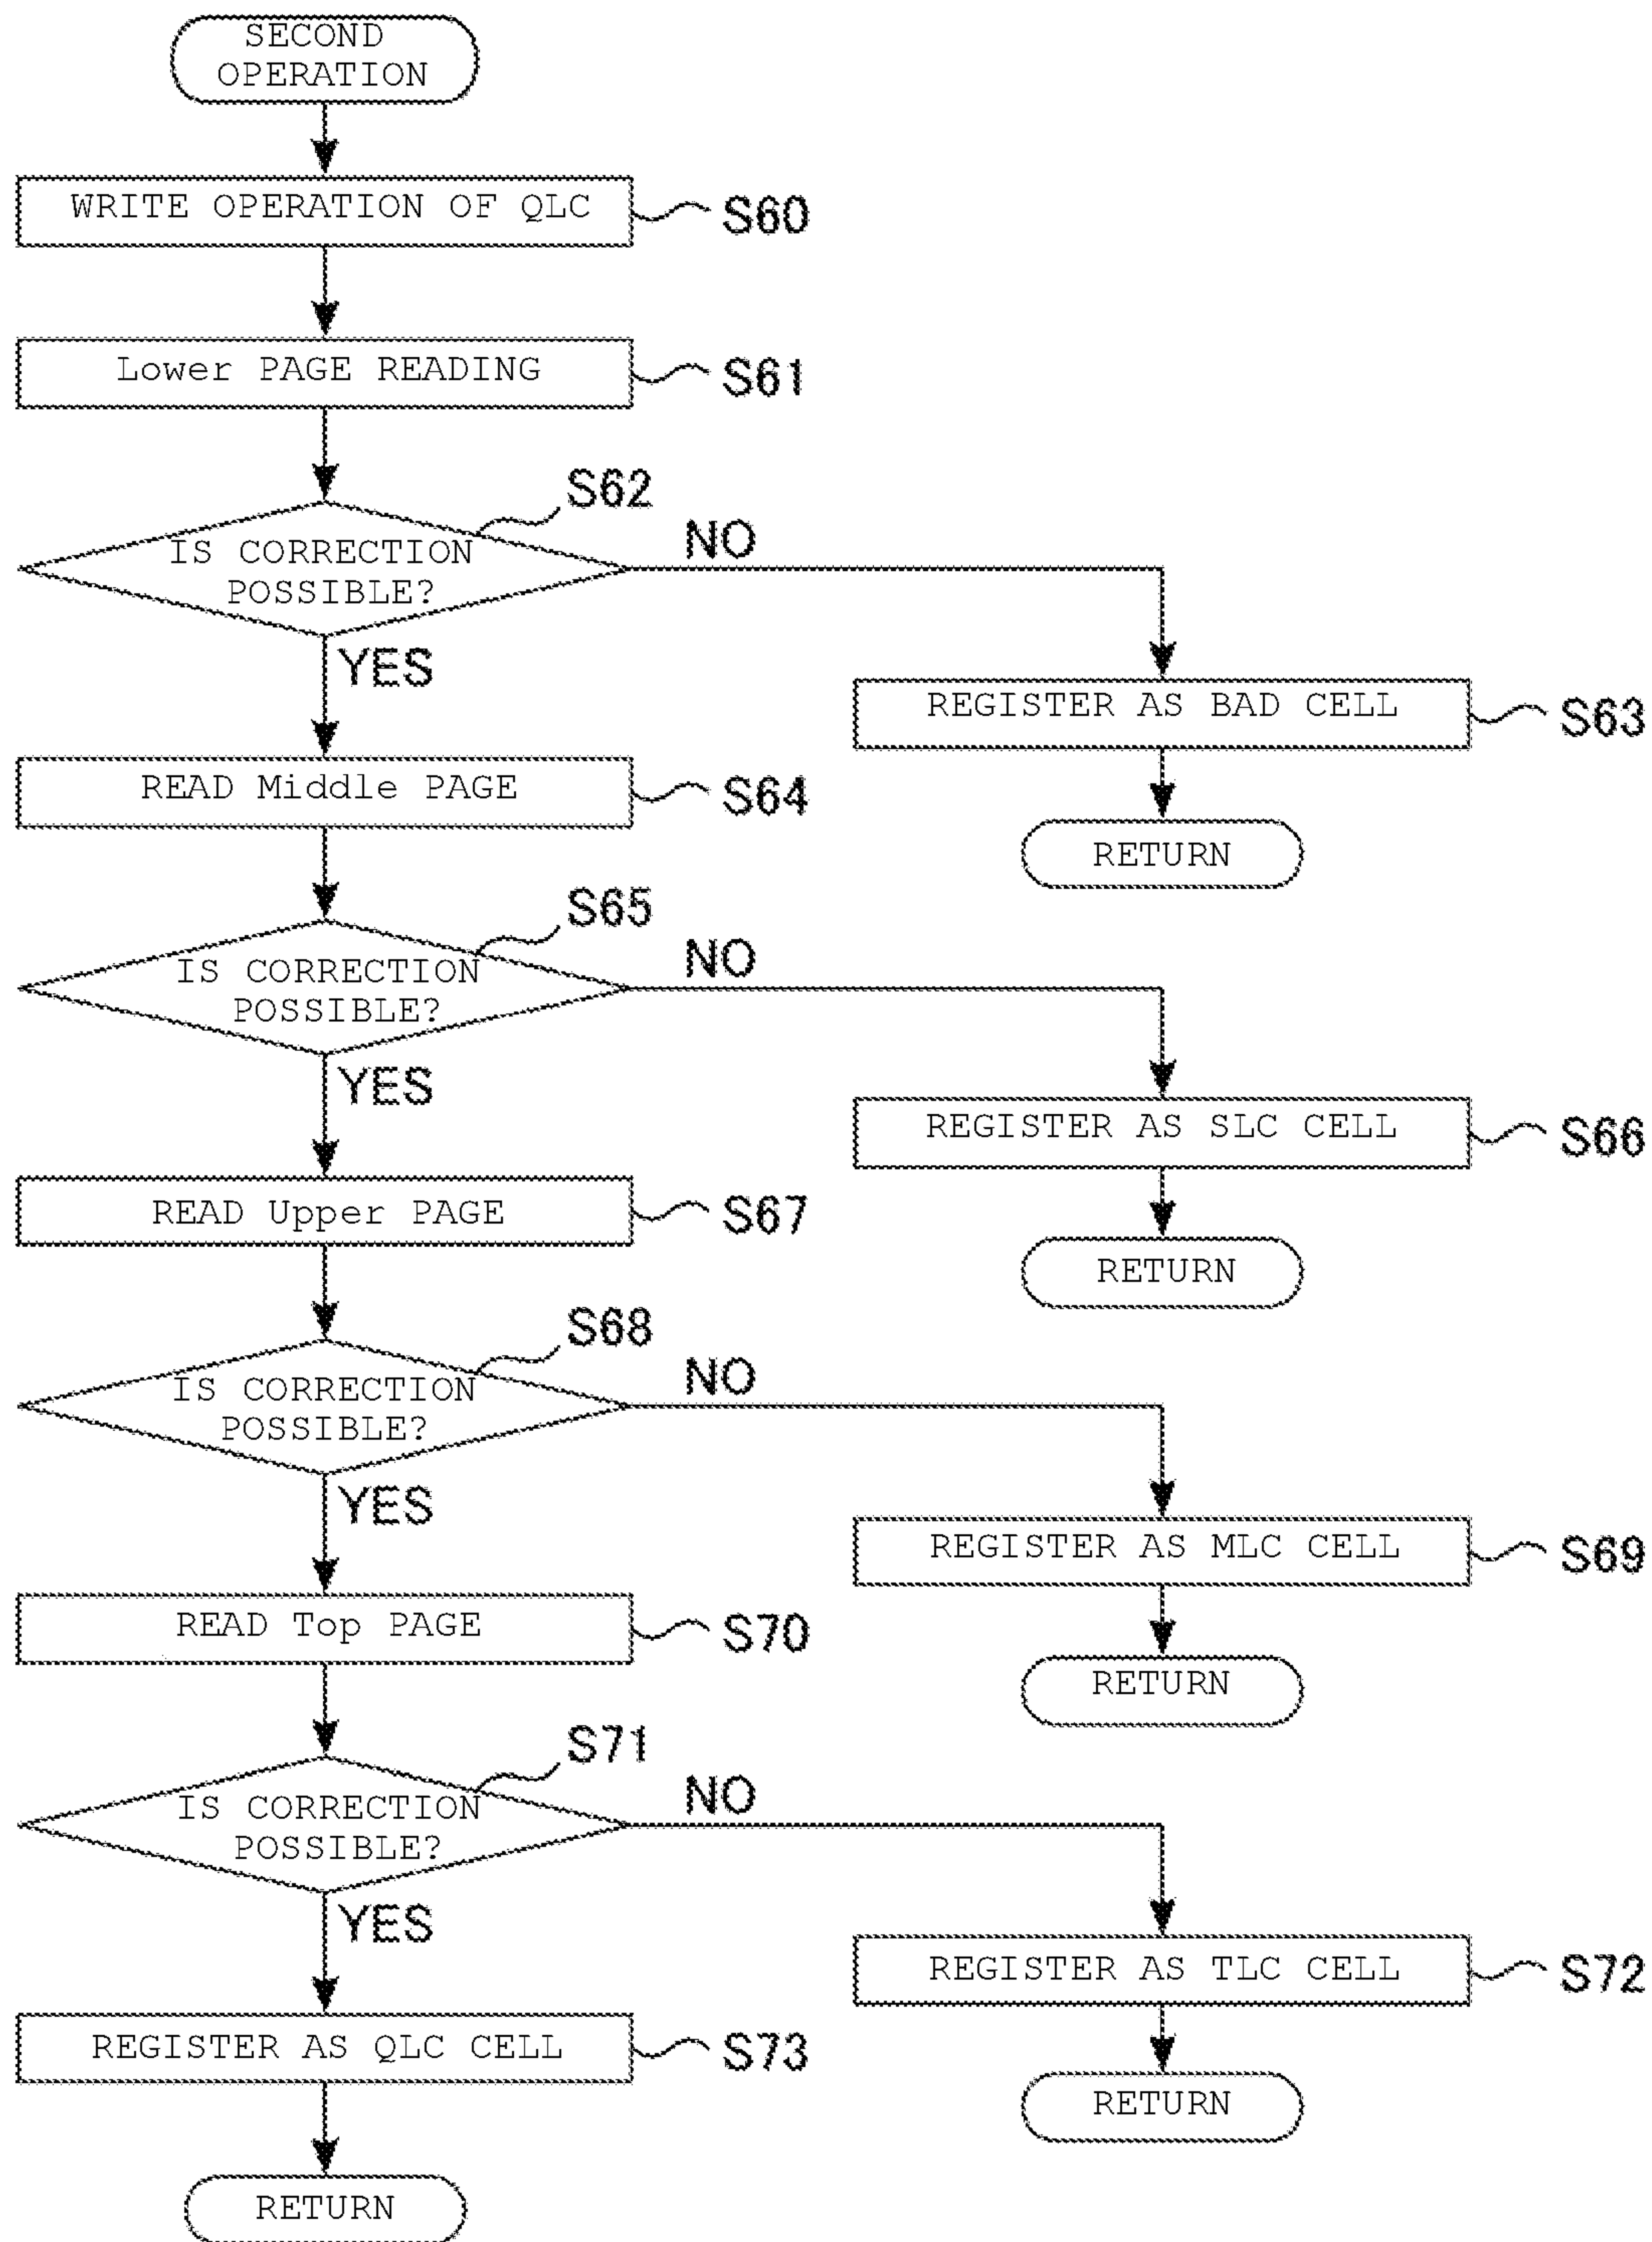 SECOND
OPERATION
WRITE OPERATION OF QLC
S60
Lower PAGE READING
S61
S62
IS CORRECTION
POSSIBLE?
NO
YES
REGISTER AS BAD CELL
S63
READ Middle PAGE
S64
RETURN
S65
IS CORRECTION
POSSIBLE?
NO
YES
REGISTER AS SLC CELL
S66
READ Upper PAGE
S67
RETURN
S68
IS CORRECTION
POSSIBLE?
NO
YES
REGISTER AS MLC CELL
S69
READ Top PAGE
S70
RETURN
S71
IS CORRECTION
POSSIBLE?
NO
YES
REGISTER AS TLC CELL
S72
REGISTER AS QLC CELL
S73
RETURN
RETURN